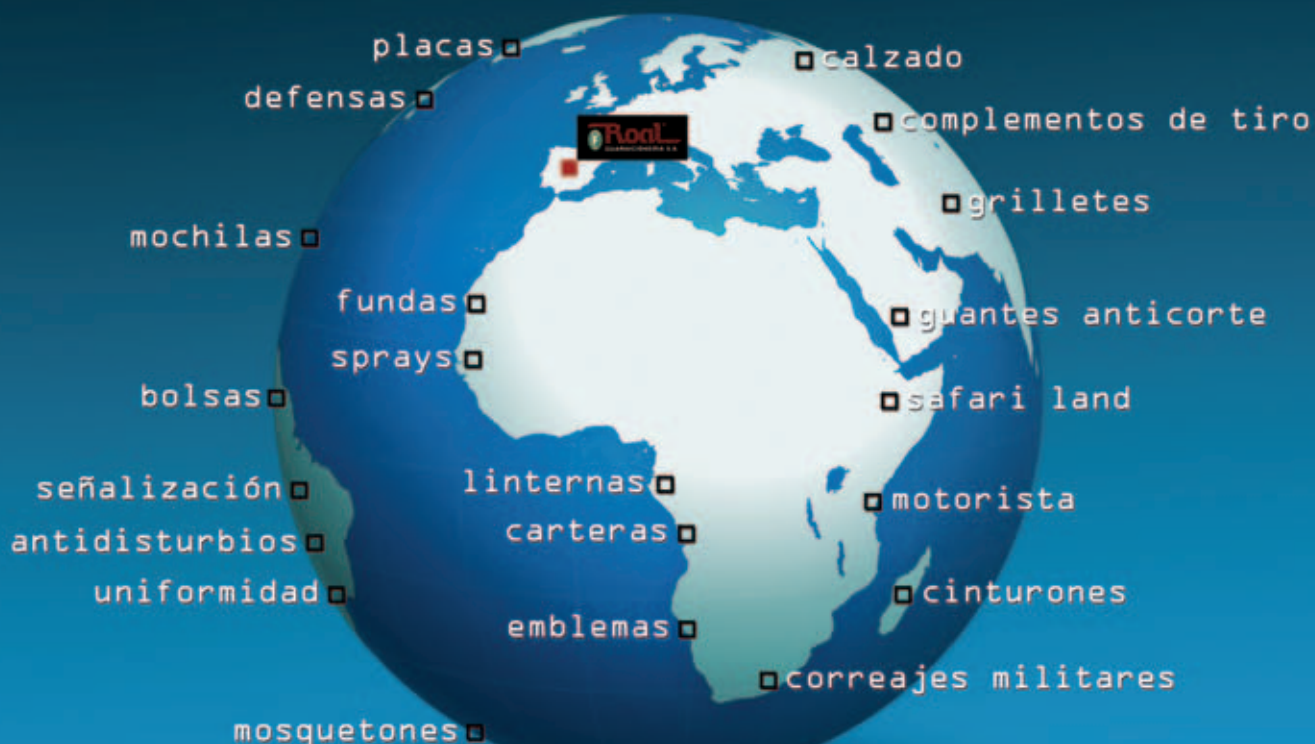 placas
calzado
defensas
complementos de tiro
Roal
GUARNICIONERIA S.A.
grilletes
mochilas
fundas
guantes anticorte
sprays
bolsas
safari land
linternas
señalización
motorista
carteras
antidisturbios
uniformidad
cinturones
emblemas
correajes militares
mosquetones